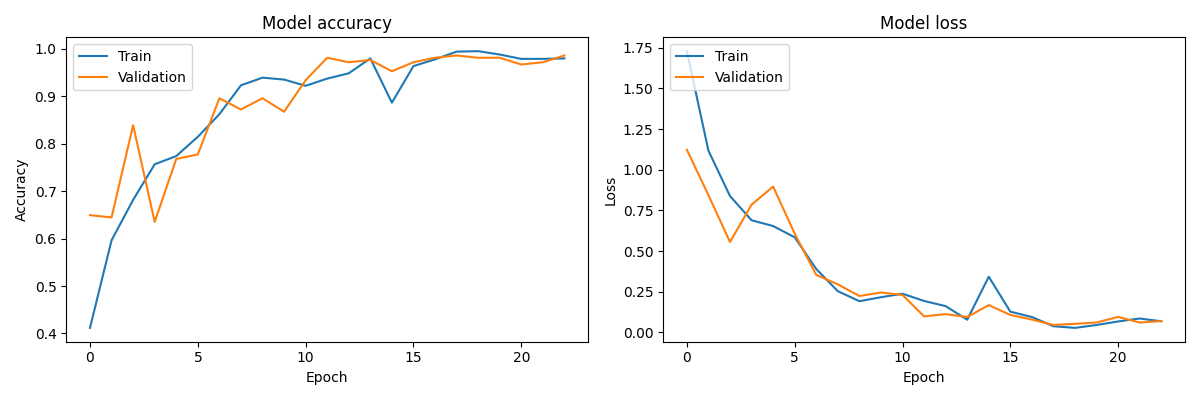 Model accuracy
Train
Validation
1.0
0.9
0.8
0.7
0.6
0.5
0.4
Accuracy
0
5
10
15
20
Epoch
Model loss
Train
Validation
1.75
1.50
1.25
1.00
0.75
0.50
0.25
0.00
Loss
0
5
10
15
20
Epoch